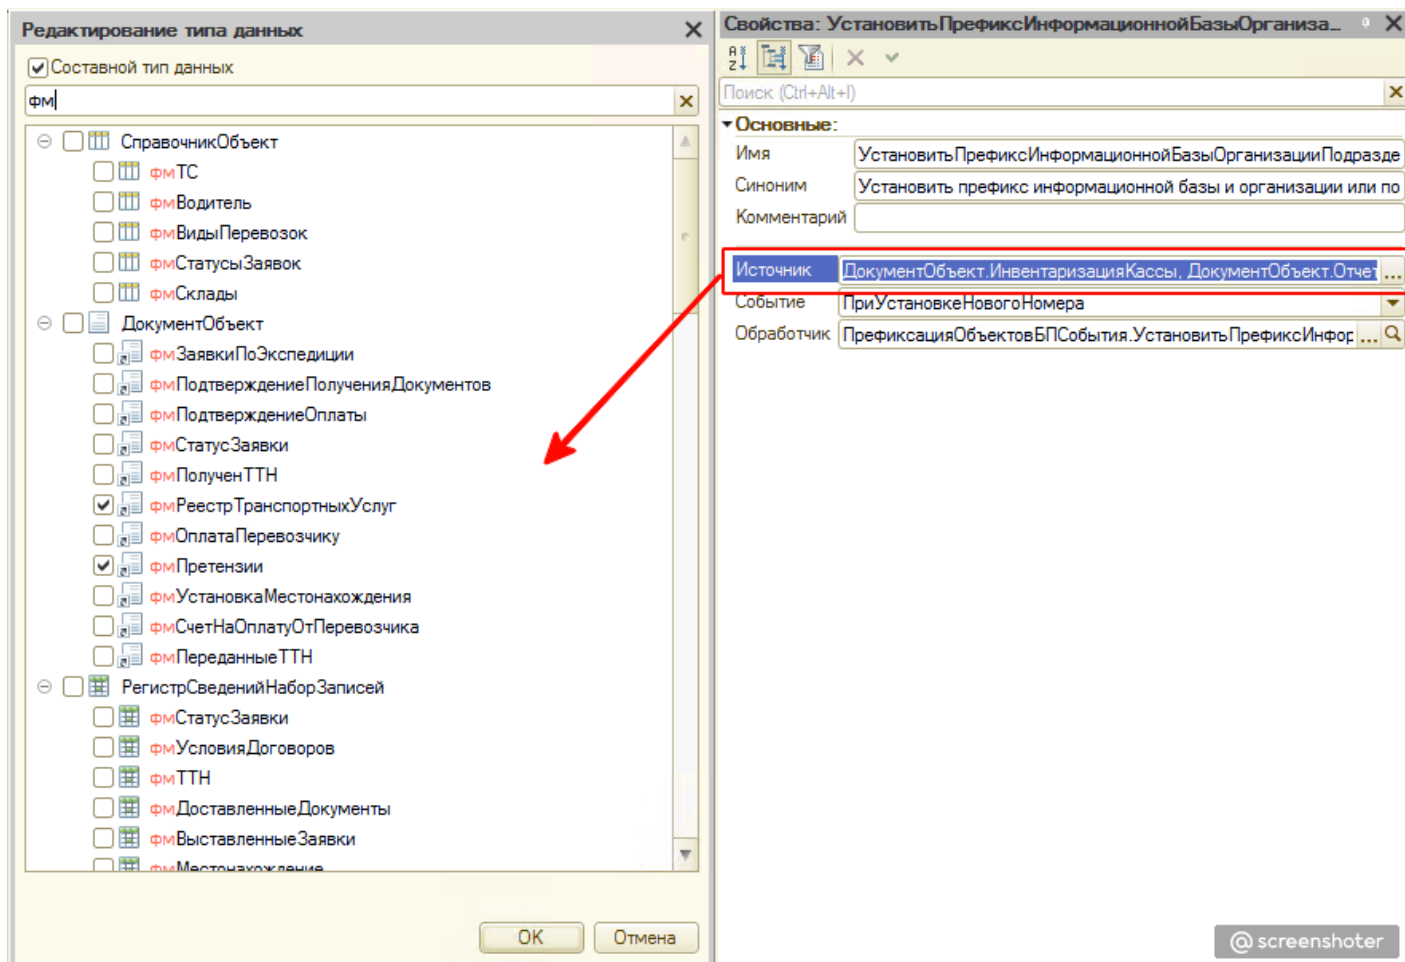 Редактирование типа данных
Составной тип данных
фм
СправочникОбъект
фмТС
фмВодитель
фмВидыПеревозок
фмСтатусыЗаявок
фмСклады
ДокументОбъект
фмЗаявкиПоЭкспедиции
фмПодтверждениеПолученияДокументов
фмПодтверждениеОплаты
фмСтатусЗаявки
фмПолученТТН
фмРеестрТранспортныхУслуг
фмОплатаПеревозчику
фмПретензии
фмУстановкаМестонахождения
фмСчетНаОплатуОтПеревозчика
фмПереданныеТТН
РегистрСведенийНаборЗаписей
фмСтатусЗаявки
фмУсловияДоговоров
фмТТН
фмДоставленныеДокументы
фмВыставленныеЗаявки
фмМестонахождение
ОК
Отмена
Свойства: УстановитьПрефиксИнформационнойБазыОрганиза...
Поиск (Ctrl+Alt+I)
Основные:
Имя УстановитьПрефиксИнформационнойБазыОрганизацииПодразде
Синоним Установить префикс информационной базы и организации или по
Комментарий
Источник ДокументОбъект.ИнвентаризацияКассы, ДокументОбъект.Отчет ...
Событие ПриУстановкеНовогоНомера
Обработчик ПрефиксацияОбъектовБПСобытия.УстановитьПрефиксИнфор ...
@screenshoter